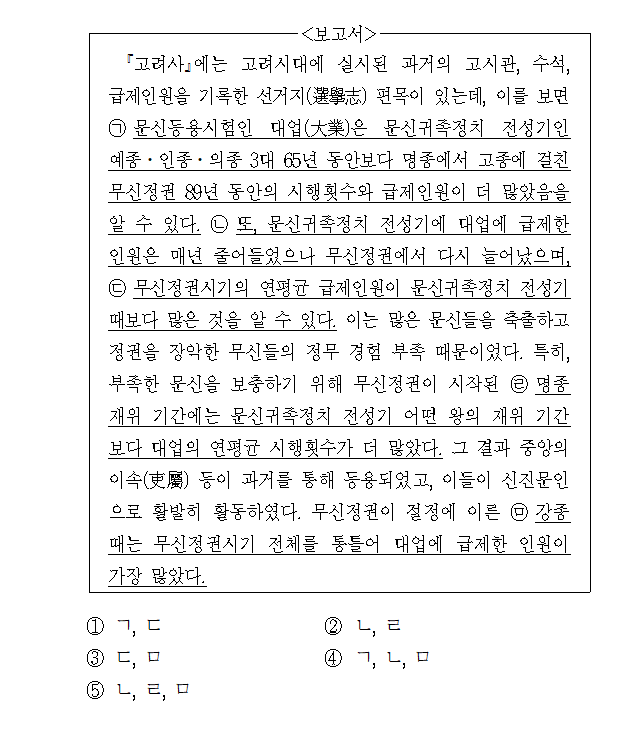 <보고서>
『고려사』에는 고려시대에 실시된 과거의 고시관, 수석,
급제인원을 기록한 선거지(選擧志) 편목이 있는데, 이를 보면
㉠ 문신등용시험인 대업(大業)은 문신귀족정치 전성기인
예종·인종·의종 3대 65년 동안보다 명종에서 고종에 걸친
무신정권 89년 동안의 시행횟수와 급제인원이 더 많았음을
알 수 있다. ㉡ 또, 문신귀족정치 전성기에 대업에 급제한
인원은 매년 줄어들었으나 무신정권에서 다시 늘어났으며,
㉢ 무신정권시기의 연평균 급제인원이 문신귀족정치 전성기
때보다 많은 것을 알 수 있다. 이는 많은 문신들을 축출하고
정권을 장악한 무신들의 정무 경험 부족 때문이었다. 특히,
부족한 문신을 보충하기 위해 무신정권이 시작된 ㉣ 명종
재위 기간에는 문신귀족정치 전성기 어떤 왕의 재위 기간
보다 대업의 연평균 시행횟수가 더 많았다. 그 결과 중앙의
이속(吏屬) 등이 과거를 통해 등용되었고, 이들이 신진문인
으로 활발히 활동하였다. 무신정권이 절정에 이른 ㉤ 강종
때는 무신정권시기 전체를 통틀어 대업에 급제한 인원이
가장 많았다.
① ㄱ, ㄷ ② ㄴ, ㄹ
③ ㄷ, ㅁ ④ ㄱ, ㄴ, ㅁ
⑤ ㄴ, ㄹ, ㅁ